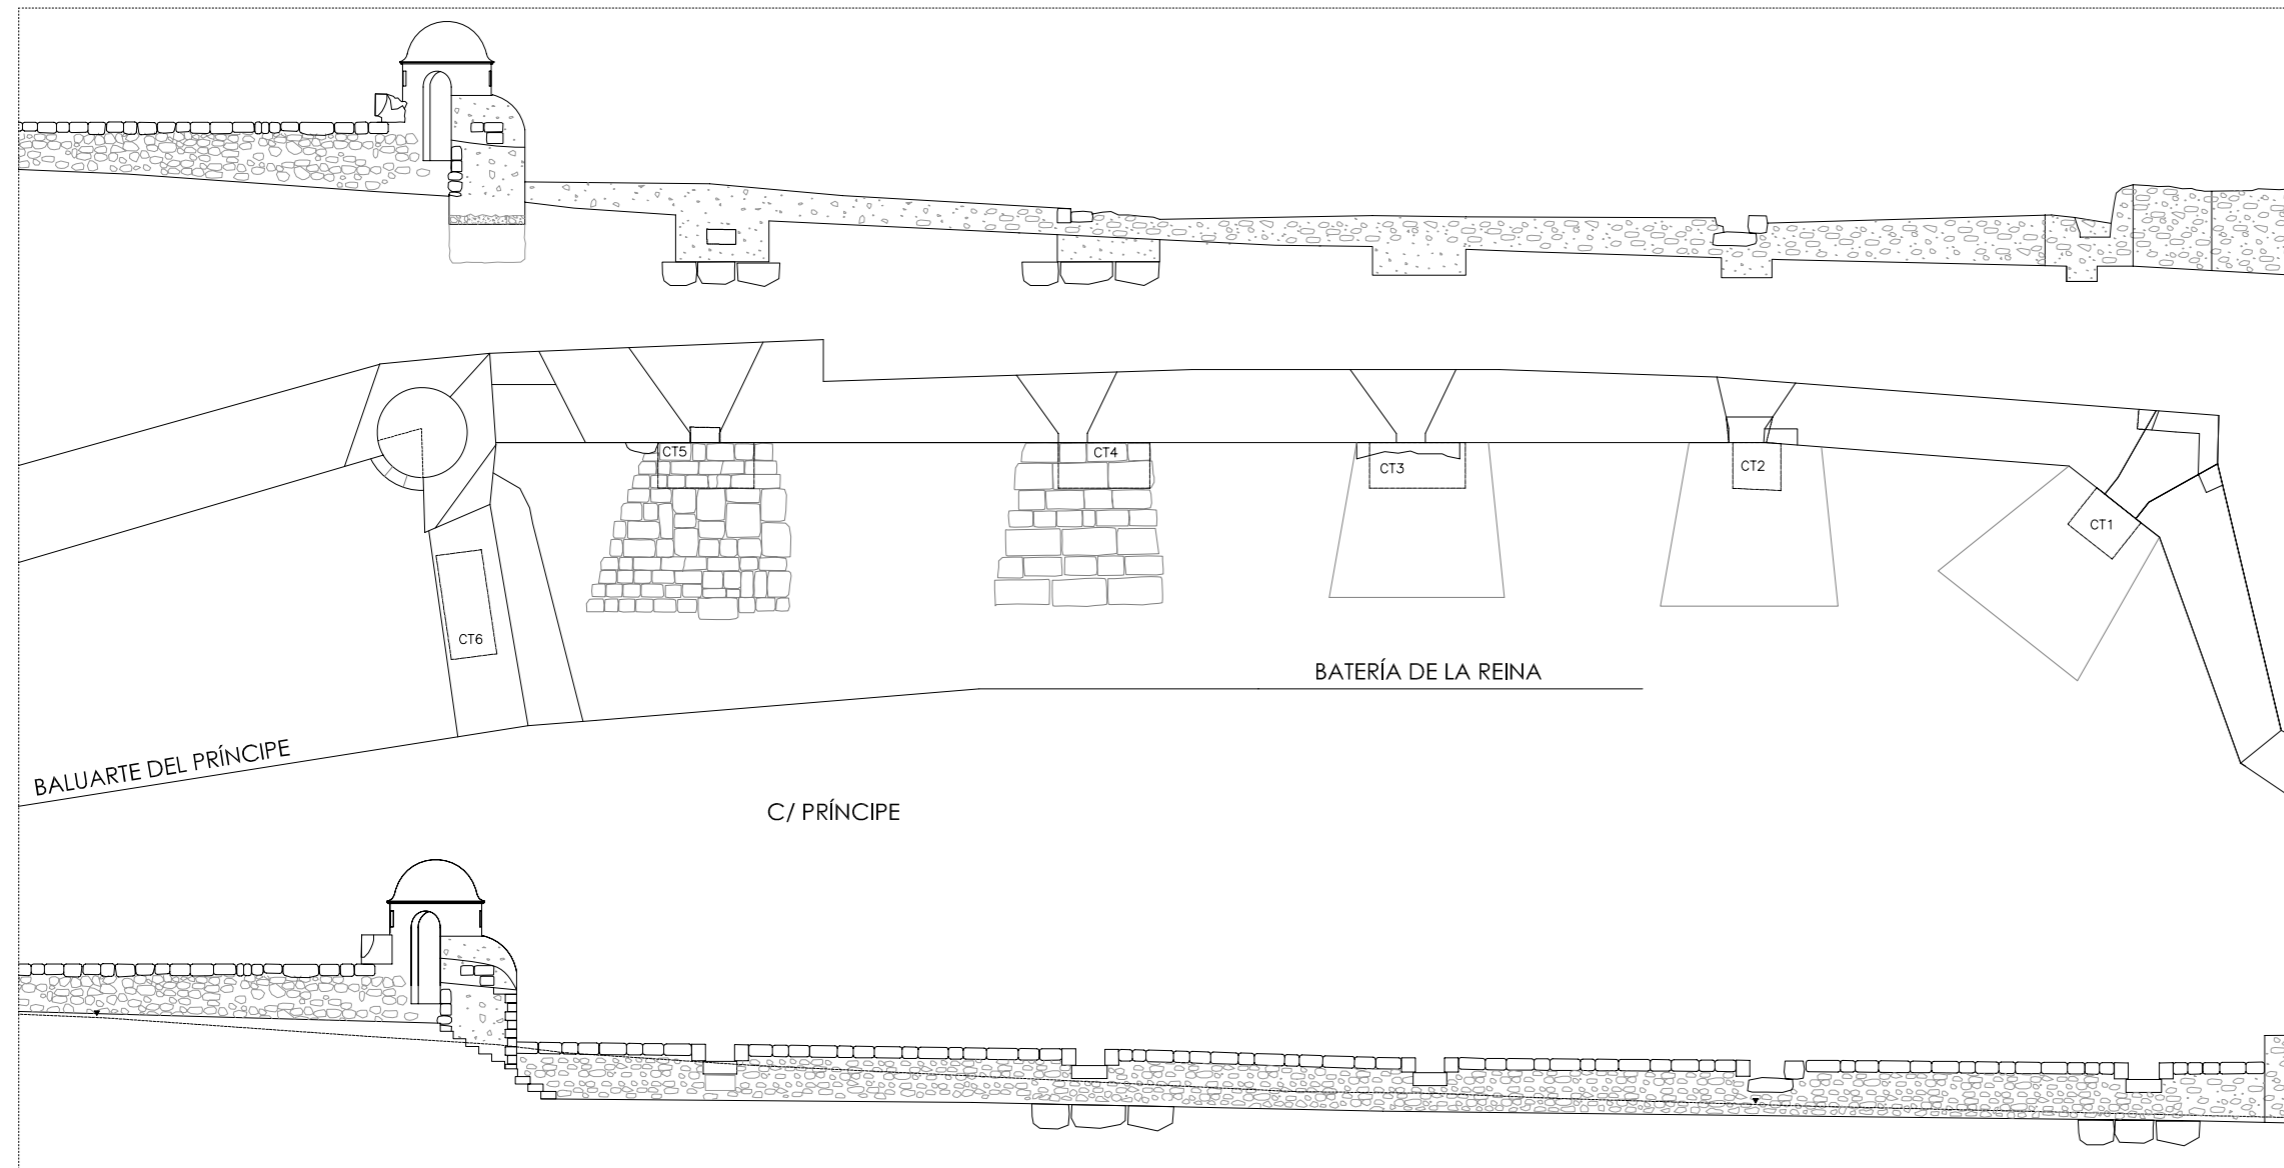 CT5
CT4
CT3
CT2
CT1
CT6
BATERÍA DE LA REINA
BALUARTE DEL PRÍNCIPE
C/ PRÍNCIPE